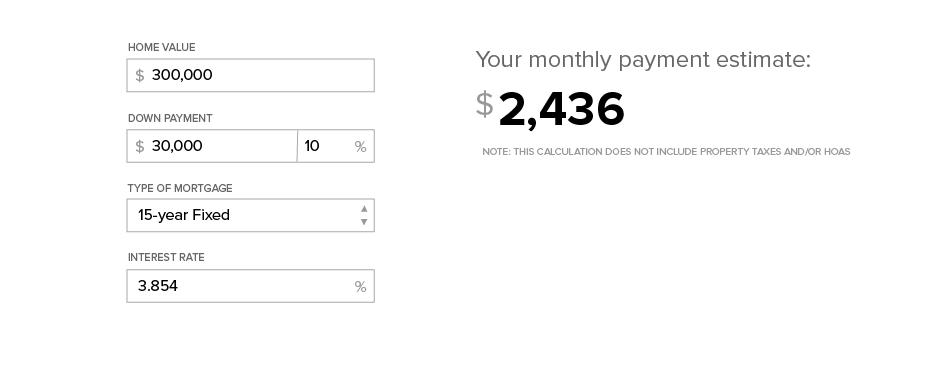 HOME VALUE
$ 300,000
DOWN PAYMENT
$ 30,000 10 %
TYPE OF MORTGAGE
15-year Fixed
INTEREST RATE
3.854 %
Your monthly payment estimate:
$2,436
NOTE: THIS CALCULATION DOES NOT INCLUDE PROPERTY TAXES AND/OR HOAS